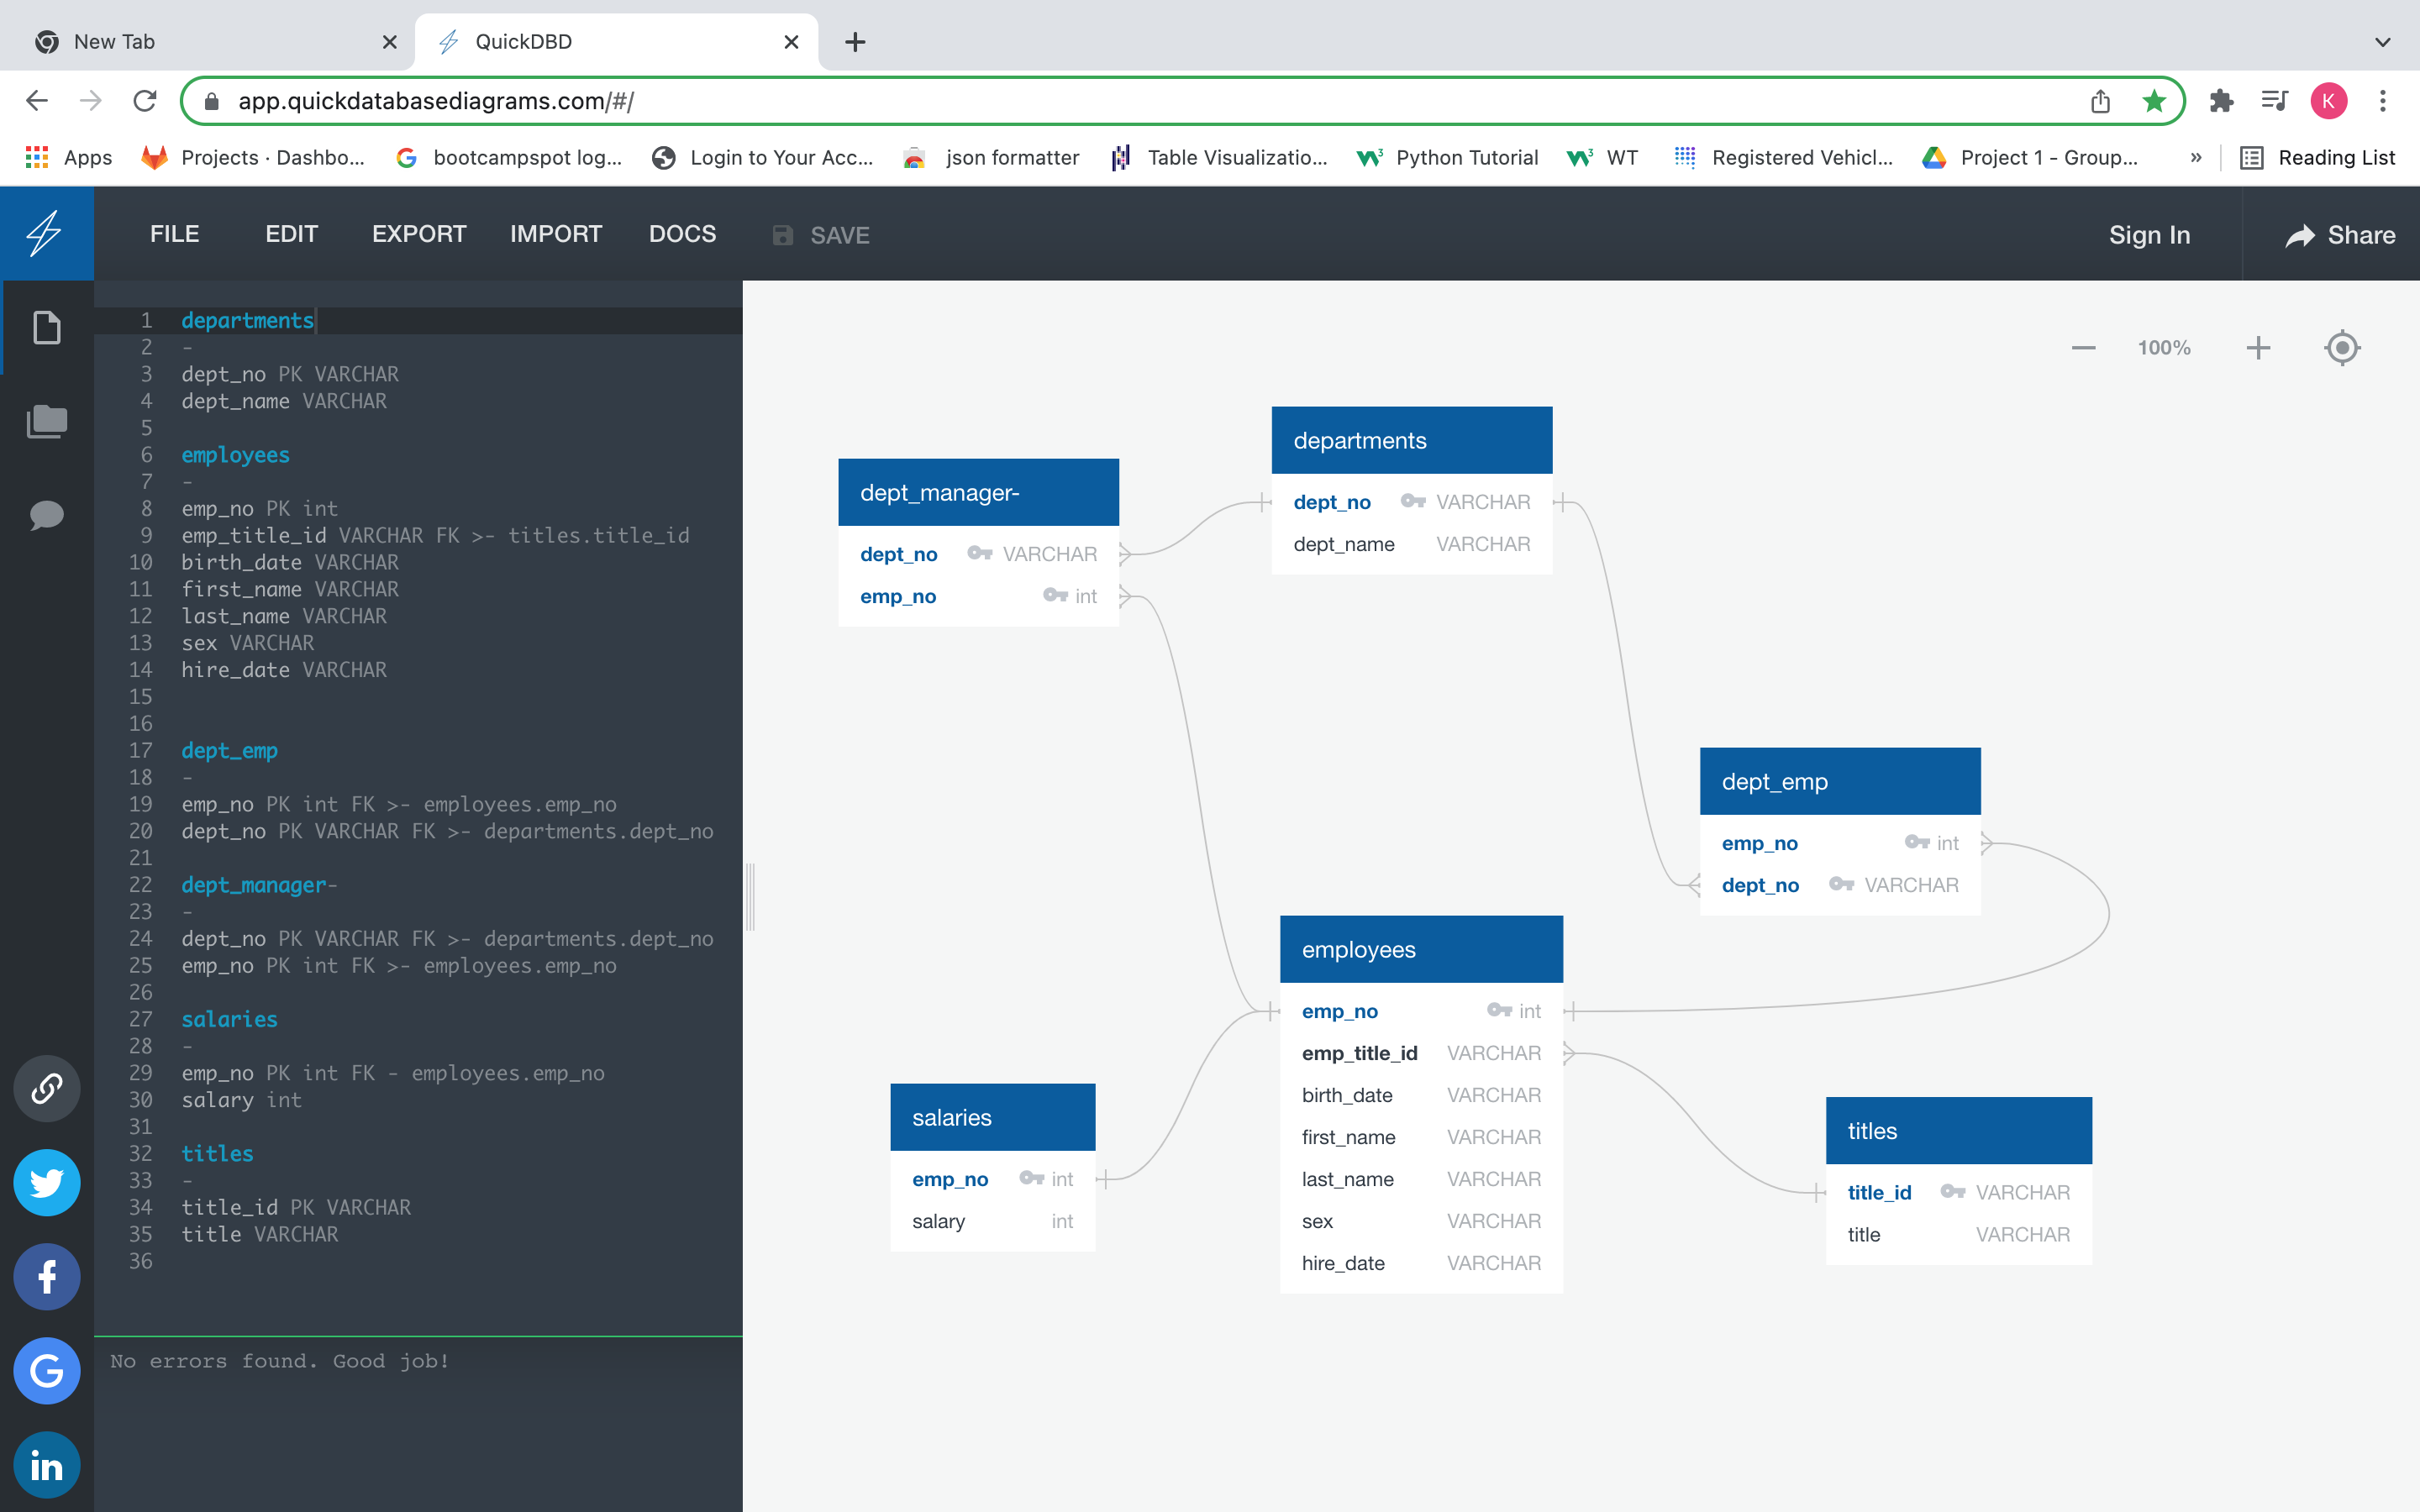 New Tab
QuickDBD
app.quickdatabasediagrams.com/#/
K
Apps
Projects · Dashbo...
bootcampspot log...
Login to Your Acc...
json formatter
Table Visualizatio...
Python Tutorial
WT
Registered Vehicl...
Project 1 - Group...
»
Reading List
FILE
EDIT
EXPORT
IMPORT
DOCS
SAVE
Sign In
Share
1 departments
2 -
3 dept_no PK VARCHAR
4 dept_name VARCHAR
5
6 employees
7 -
8 emp_no PK int
9 emp_title_id VARCHAR FK >- titles.title_id
10 birth_date VARCHAR
11 first_name VARCHAR
12 last_name VARCHAR
13 sex VARCHAR
14 hire_date VARCHAR
15
16
17 dept_emp
18 -
19 emp_no PK int FK >- employees.emp_no
20 dept_no PK VARCHAR FK >- departments.dept_no
21
22 dept_manager-
23 -
24 dept_no PK VARCHAR FK >- departments.dept_no
25 emp_no PK int FK >- employees.emp_no
26
27 salaries
28 -
29 emp_no PK int FK - employees.emp_no
30 salary int
31
32 titles
33 -
34 title_id PK VARCHAR
35 title VARCHAR
36
No errors found. Good job!
100%
dept_manager-
dept_no VARCHAR
emp_no int
departments
dept_no VARCHAR
dept_name VARCHAR
dept_emp
emp_no int
dept_no VARCHAR
employees
emp_no int
emp_title_id VARCHAR
birth_date VARCHAR
first_name VARCHAR
last_name VARCHAR
sex VARCHAR
hire_date VARCHAR
salaries
emp_no int
salary int
titles
title_id VARCHAR
title VARCHAR